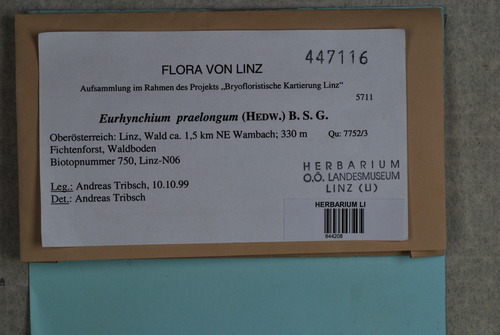 447116
FLORA VON LINZ
Aufsammlung im Rahmen des Projekts „Bryofloristische Kartierung Linz“
5711
Eurhynchium praelongum (HEDW.) B. S. G.
Oberösterreich: Linz, Wald ca. 1,5 km NE Wambach; 330 m Qu: 7752/3
Fichtenforst, Waldboden
Biotopnummer 750, Linz-N06
HERBARIUM
O.Ö. LANDESMUSEUM
LINZ (LI)
Leg.: Andreas Tribsch, 10.10.99
Det.: Andreas Tribsch
HERBARIUM LI
644209